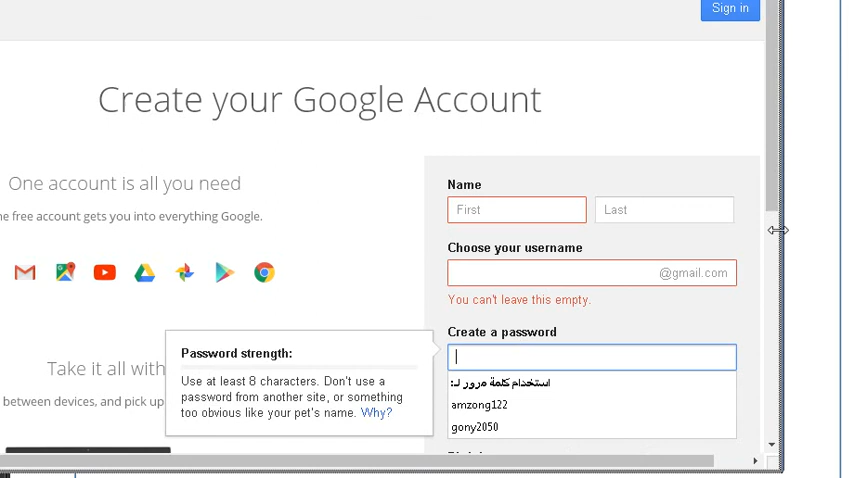 Sign in
Create your Google Account
One account is all you need
ne free account gets you into everything Google.
Take it all with
between devices, and pick up
Name
First
Last
Choose your username
@gmail.com
You can't leave this empty.
Create a password
Password strength:
Use at least 8 characters. Don't use a
password from another site, or something
too obvious like your pet's name. Why?
استخدام كلمة مرور لـ:
amzong122
gony2050